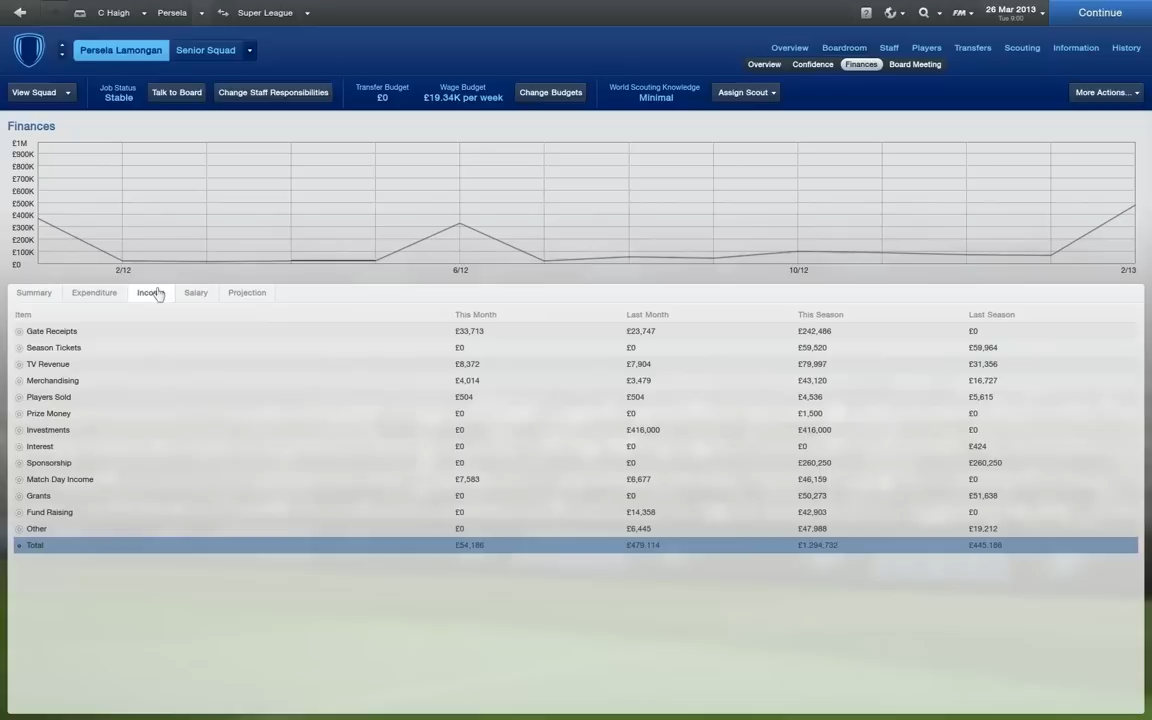 C Haigh Persela Super League FM 26 Mar 2013 Continue
Tue 9:00
Persela Lamongan Senior Squad Overview Boardroom Staff Players Transfers Scouting Information History
Overview Confidence Finances Board Meeting
View Squad Job Status Stable Talk to Board Change Staff Responsibilities Transfer Budget £0 Wage Budget £19.34K per week Change Budgets World Scouting Knowledge Minimal Assign Scout More Actions...
Finances
£1M
£900K
£800K
£700K
£600K
£500K
£400K
£300K
£200K
£100K
£0
2/12 6/12 10/12 2/13
Summary Expenditure Salary Projection
Item This Month Last Month This Season Last Season
Gate Receipts £33,713 £23,747 £242,486 £0
Season Tickets £0 £0 £59,520 £59,964
TV Revenue £8,372 £7,904 £79,997 £31,356
Merchandising £4,014 £3,479 £43,120 £16,727
Players Sold £504 £504 £4,536 £5,615
Prize Money £0 £0 £1,500 £0
Investments £0 £416,000 £416,000 £0
Interest £0 £0 £0 £424
Sponsorship £0 £0 £260,250 £260,250
Match Day Income £7,583 £6,677 £46,159 £0
Grants £0 £0 £50,273 £51,638
Fund Raising £0 £14,358 £42,903 £0
Other £0 £6,445 £47,988 £19,212
Total £54,186 £479,114 £1,294,732 £445,186